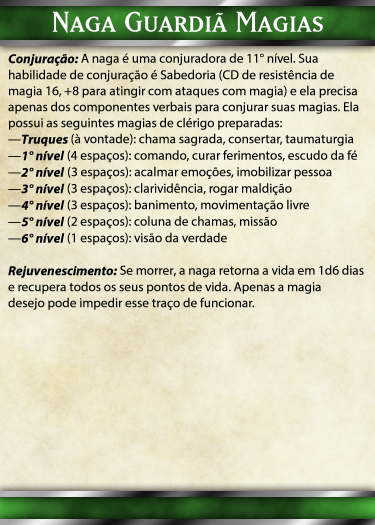 Naga Guardiã Magias
Conjuração: A naga é uma conjuradora de 11° nível. Sua
habilidade de conjuração é Sabedoria (CD de resistência de
magia 16, +8 para atingir com ataques com magia) e ela precisa
apenas dos componentes verbais para conjurar suas magias. Ela
possui as seguintes magias de clérigo preparadas:
—Truques (à vontade): chama sagrada, consertar, taumaturgia
—1° nível (4 espaços): comando, curar ferimentos, escudo da fé
—2° nível (3 espaços): acalmar emoções, imobilizar pessoa
—3° nível (3 espaços): clarividência, rogar maldição
—4° nível (3 espaços): banimento, movimentação livre
—5° nível (2 espaços): coluna de chamas, missão
—6° nível (1 espaços): visão da verdade
Rejuvenescimento: Se morrer, a naga retorna a vida em 1d6 dias
e recupera todos os seus pontos de vida. Apenas a magia
desejo pode impedir esse traço de funcionar.